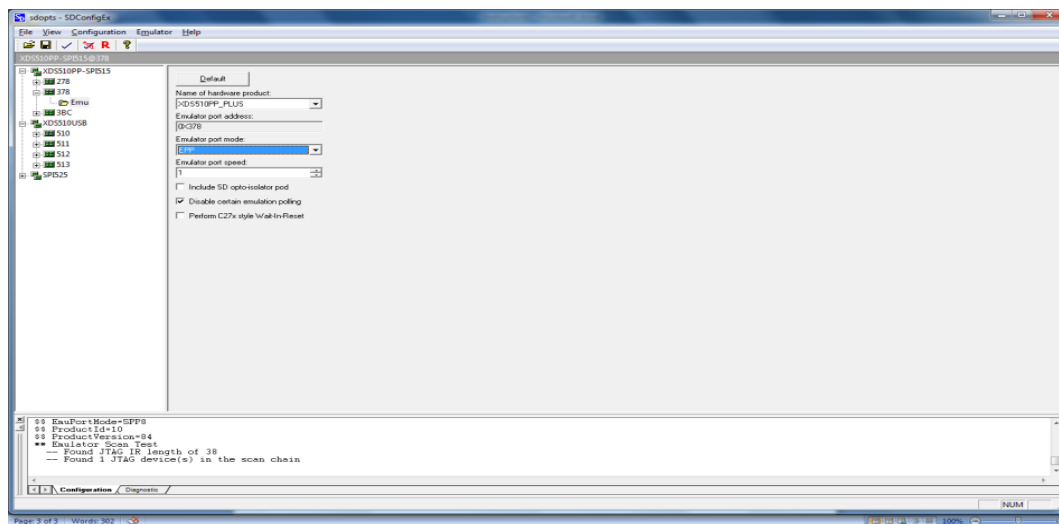 sdopts - SDConfigEx
File View Configuration Emulator Help
R ?
XDS510PP-SPI515@378
XDS510PP-SPI515
278
378
Emu
3BC
XDS510USB
510
511
512
513
SPI525
Default
Name of hardware product:
XDS510PP_PLUS
Emulator port address:
0x378
Emulator port mode:
EPP
Emulator port speed:
1
Include SD opto-isolator pod
Disable certain emulation polling
Perform C27x style Wait-In-Reset
$$ EmuPortMode=SPP8
$$ ProductId=10
$$ ProductVersion=84
** Emulator Scan Test
-- Found JTAG IR length of 38
-- Found 1 JTAG device(s) in the scan chain
Configuration Diagnostic
NUM
Page: 3 of 3 Words: 302 100%